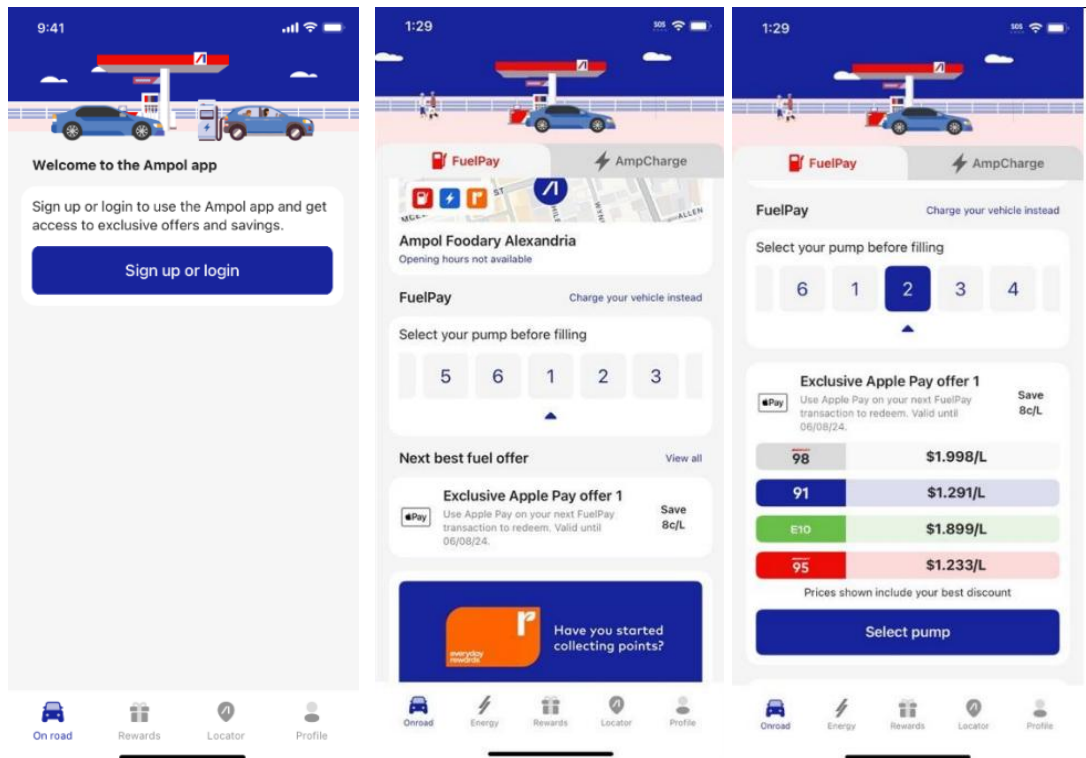 9:41
Welcome to the Ampol app
Sign up or login to use the Ampol app and get
access to exclusive offers and savings.
Sign up or login
On road
Rewards
Locator
Profile
1:29
SOS
FuelPay
AmpCharge
ST
ALLEN
Ampol Foodary Alexandria
Opening hours not available
FuelPay
Charge your vehicle instead
Select your pump before filling
5 6 1 2 3
Next best fuel offer
View all
Exclusive Apple Pay offer 1
Pay
Use Apple Pay on your next FuelPay
transaction to redeem. Valid until
06/08/24.
Save
8c/L
everyday
rewards
r
Have you started
collecting points?
Onroad
Energy
Rewards
Locator
Profile
1:29
SOS
FuelPay
AmpCharge
FuelPay
Charge your vehicle instead
Select your pump before filling
6 1 2 3 4
Exclusive Apple Pay offer 1
Pay
Use Apple Pay on your next FuelPay
transaction to redeem. Valid until
06/08/24.
Save
8c/L
98 $1.998/L
91 $1.291/L
E10 $1.899/L
95 $1.233/L
Prices shown include your best discount
Select pump
Onroad
Energy
Rewards
Locator
Profile